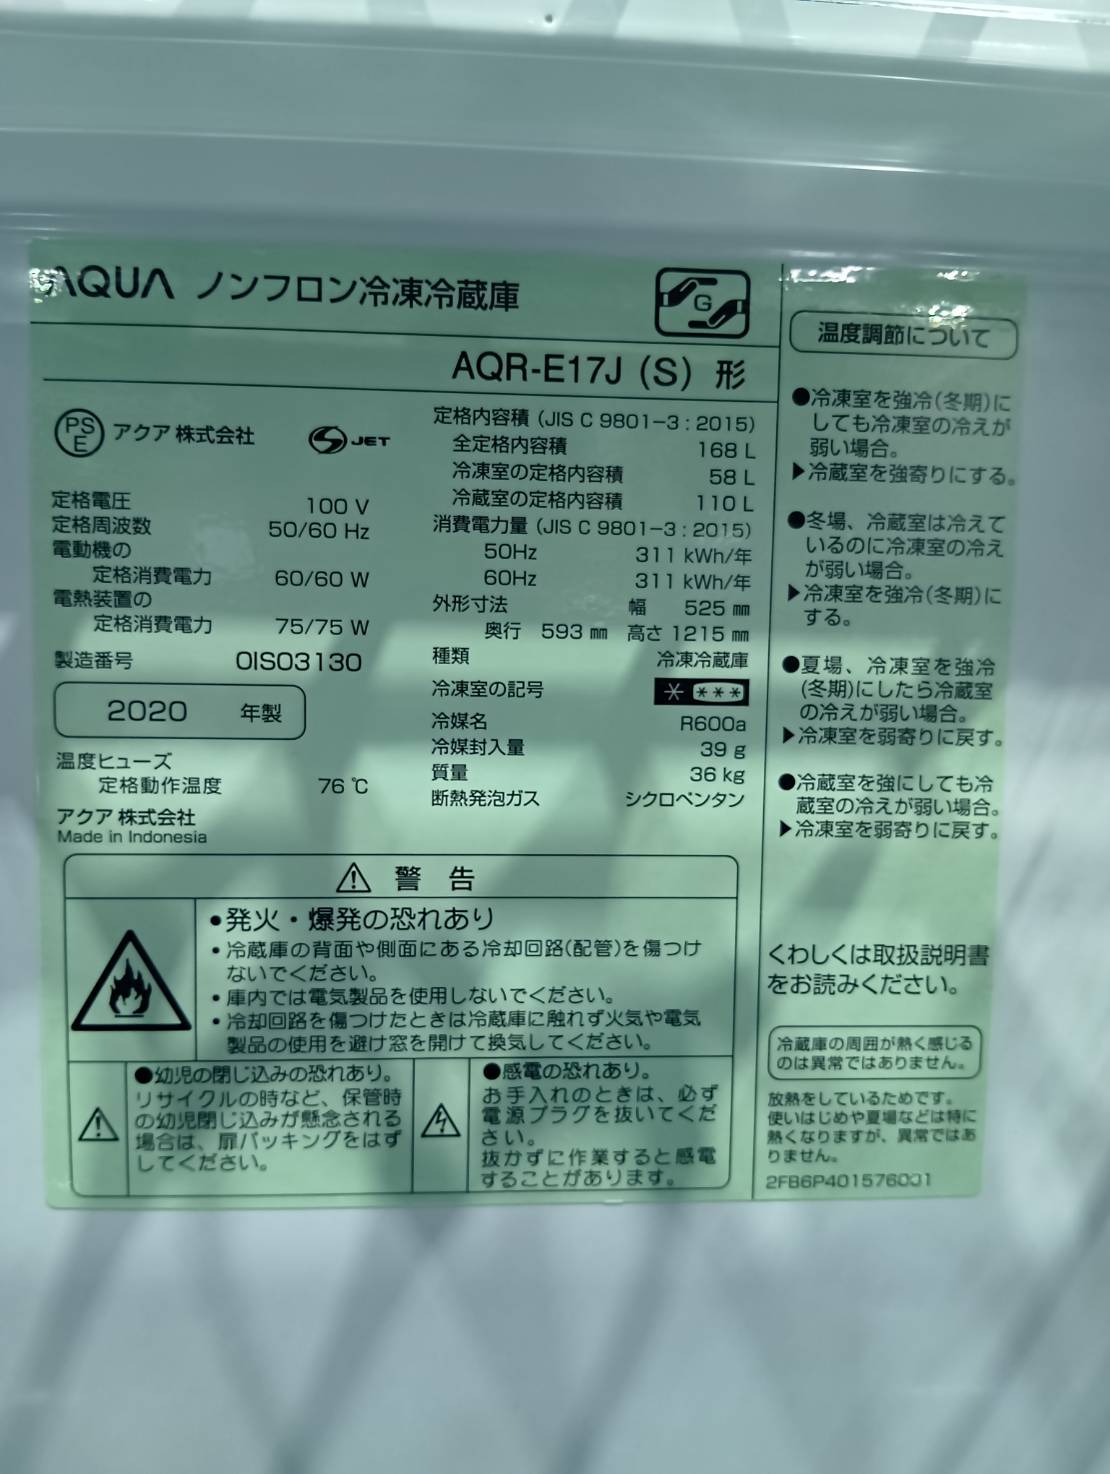 AQUA ノンフロン冷凍冷蔵庫
G
AQR-E17J (S) 形
PS
E
アクア 株式会社
S JET
定格電圧 100 V
定格周波数 50/60 Hz
電動機の
定格消費電力 60/60 W
電熱装置の
定格消費電力 75/75 W
製造番号 OISO3130
2020 年製
温度ヒューズ
定格動作温度 76 ℃
アクア 株式会社
Made in Indonesia
定格内容積 (JIS C 9801−3 : 2015)
全定格内容積 168 L
冷凍室の定格内容積 58 L
冷蔵室の定格内容積 110 L
消費電力量 (JIS C 9801−3 : 2015)
50Hz 311 kWh/年
60Hz 311 kWh/年
外形寸法 幅 525 ㎜
奥行 593 ㎜ 高さ 1215 ㎜
種類 冷凍冷蔵庫
冷凍室の記号 * ***
冷媒名 R600a
冷媒封入量 39 g
質量 36 kg
断熱発泡ガス シクロペンタン
警 告
•発火・爆発の恐れあり
・冷蔵庫の背面や側面にある冷却回路(配管)を傷つけ
ないでください。
・庫内では電気製品を使用しないでください。
・冷却回路を傷つけたときは冷蔵庫に触れず火気や電気
製品の使用を避け窓を開けて換気してください。
●幼児の閉じ込みの恐れあり。
リサイクルの時など、保管時
の幼児閉じ込みが懸念される
場合は、扉パッキングをはず
してください。
●感電の恐れあり。
お手入れのときは、必ず
電源プラグを抜いてくだ
さい。
抜かずに作業すると感電
することがあります。
温度調節について
●冷凍室を強冷(冬期)に
しても冷凍室の冷えが
弱い場合。
▶冷蔵室を強寄りにする。
●冬場、冷蔵室は冷えて
いるのに冷凍室の冷え
が弱い場合。
▶冷凍室を強冷(冬期)に
する。
●夏場、冷凍室を強冷
(冬期)にしたら冷蔵室
の冷えが弱い場合。
▶冷凍室を弱寄りに戻す。
●冷蔵室を強にしても冷
蔵室の冷えが弱い場合。
▶冷凍室を弱寄りに戻す。
くわしくは取扱説明書
をお読みください。
冷蔵庫の周囲が熱く感じる
のは異常ではありません。
放熱をしているためです。
使いはじめや夏場などは特に
熱くなりますが、異常ではあ
りません。
2FB6P401576001